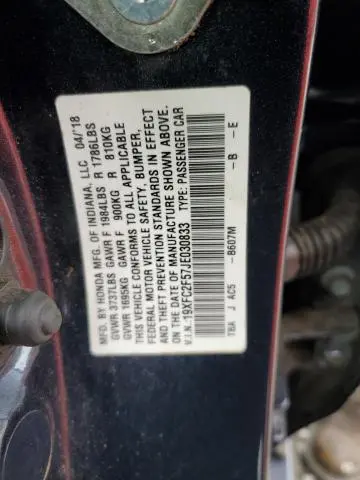 MFD. BY HONDA MFG. OF INDIANA, LLC 04/'18
GVWR 3737LBS GAWR F 1984LBS R 1786LBS
GVWR 1695KG GAWR F 900KG R 810KG
THIS VEHICLE CONFORMS TO ALL APPLICABLE
FEDERAL MOTOR VEHICLE SAFETY, BUMPER,
AND THEFT PREVENTION STANDARDS IN EFFECT
ON THE DATE OF MANUFACTURE SHOWN ABOVE.
V.I.N.:19XFC2F57JE030833 TYPE: PASSENGER CAR
TBA J AC5 -B607M -B -E